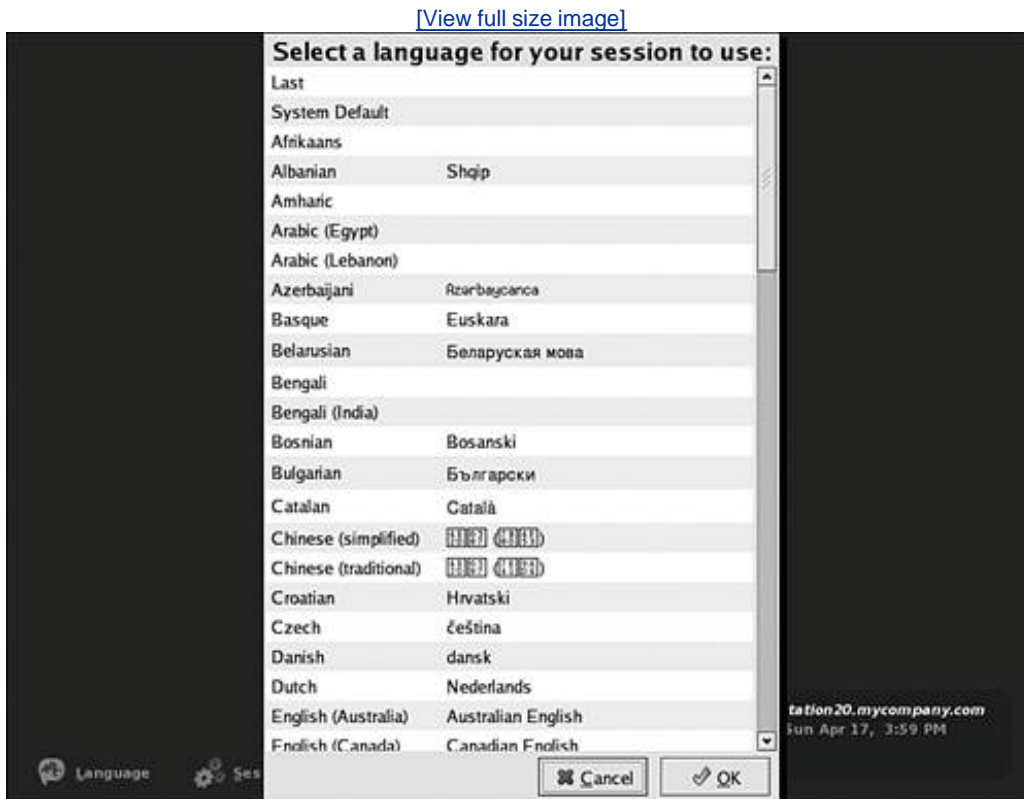 [View full size image]
Select a language for your session to use:
Last
System Default
Afrikaans
Albanian Shqip
Amharic
Arabic (Egypt)
Arabic (Lebanon)
Azerbaijani Azərbaycanca
Basque Euskara
Belarusian Беларуская мова
Bengali
Bengali (India)
Bosnian Bosanski
Bulgarian Български
Catalan Català
Chinese (simplified)
Chinese (traditional)
Croatian Hrvatski
Czech čeština
Danish dansk
Dutch Nederlands
English (Australia) Australian English
English (Canada) Canadian English
tation20.mycompany.com
Sun Apr 17, 3:59 PM
Language Ses
Cancel OK